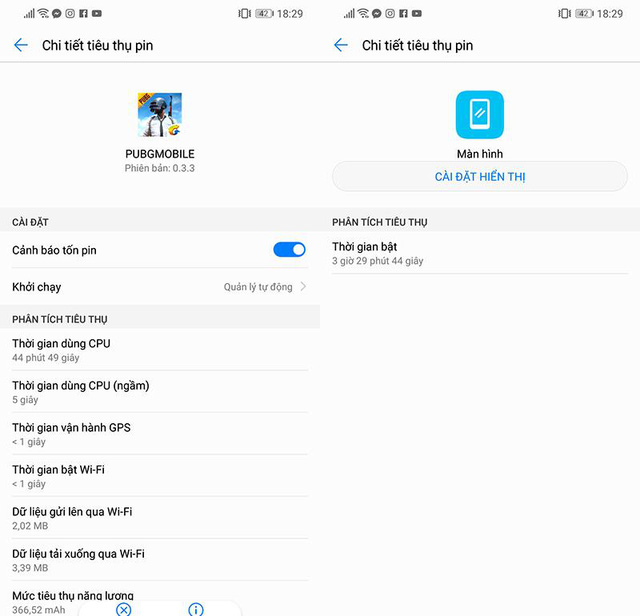 42 18:29
Chi tiết tiêu thụ pin
PUBG
PUBGMOBILE
Phiên bản: 0.3.3
CÀI ĐẶT
Cảnh báo tốn pin
Khởi chạy Quản lý tự động
PHÂN TÍCH TIÊU THỤ
Thời gian dùng CPU
44 phút 49 giây
Thời gian dùng CPU (ngầm)
5 giây
Thời gian vận hành GPS
< 1 giây
Thời gian bật Wi-Fi
< 1 giây
Dữ liệu gửi lên qua Wi-Fi
2,02 MB
Dữ liệu tải xuống qua Wi-Fi
3,39 MB
Mức tiêu thụ năng lượng
366,52 mAh
42 18:29
Chi tiết tiêu thụ pin
Màn hình
CÀI ĐẶT HIỂN THỊ
PHÂN TÍCH TIÊU THỤ
Thời gian bật
3 giờ 29 phút 44 giây